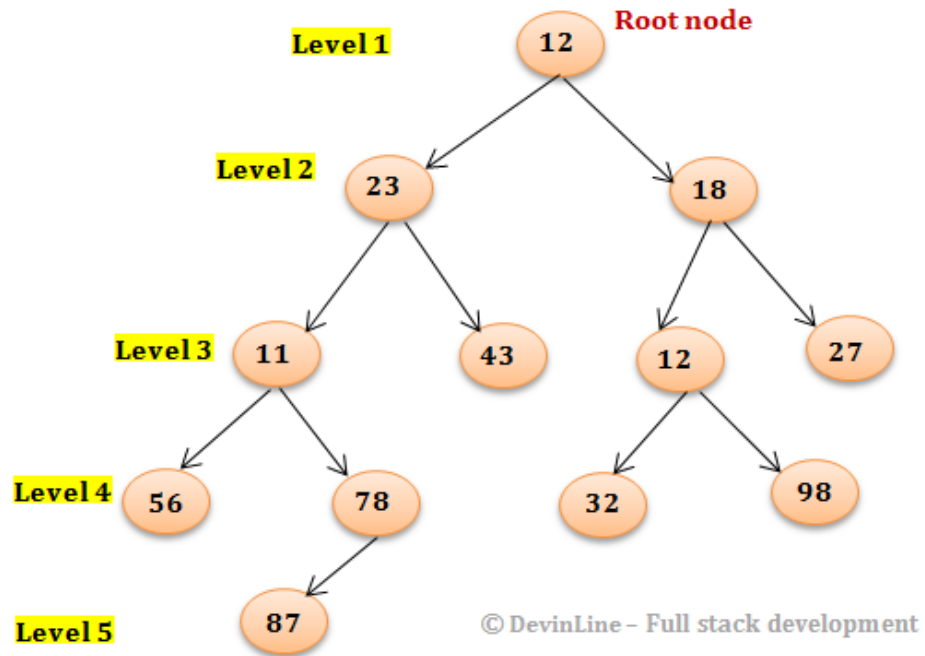 Root node
Level 1
12
Level 2
23
18
Level 3
11
43
12
27
Level 4
56
78
32
98
Level 5
87
© DevinLine – Full stack development